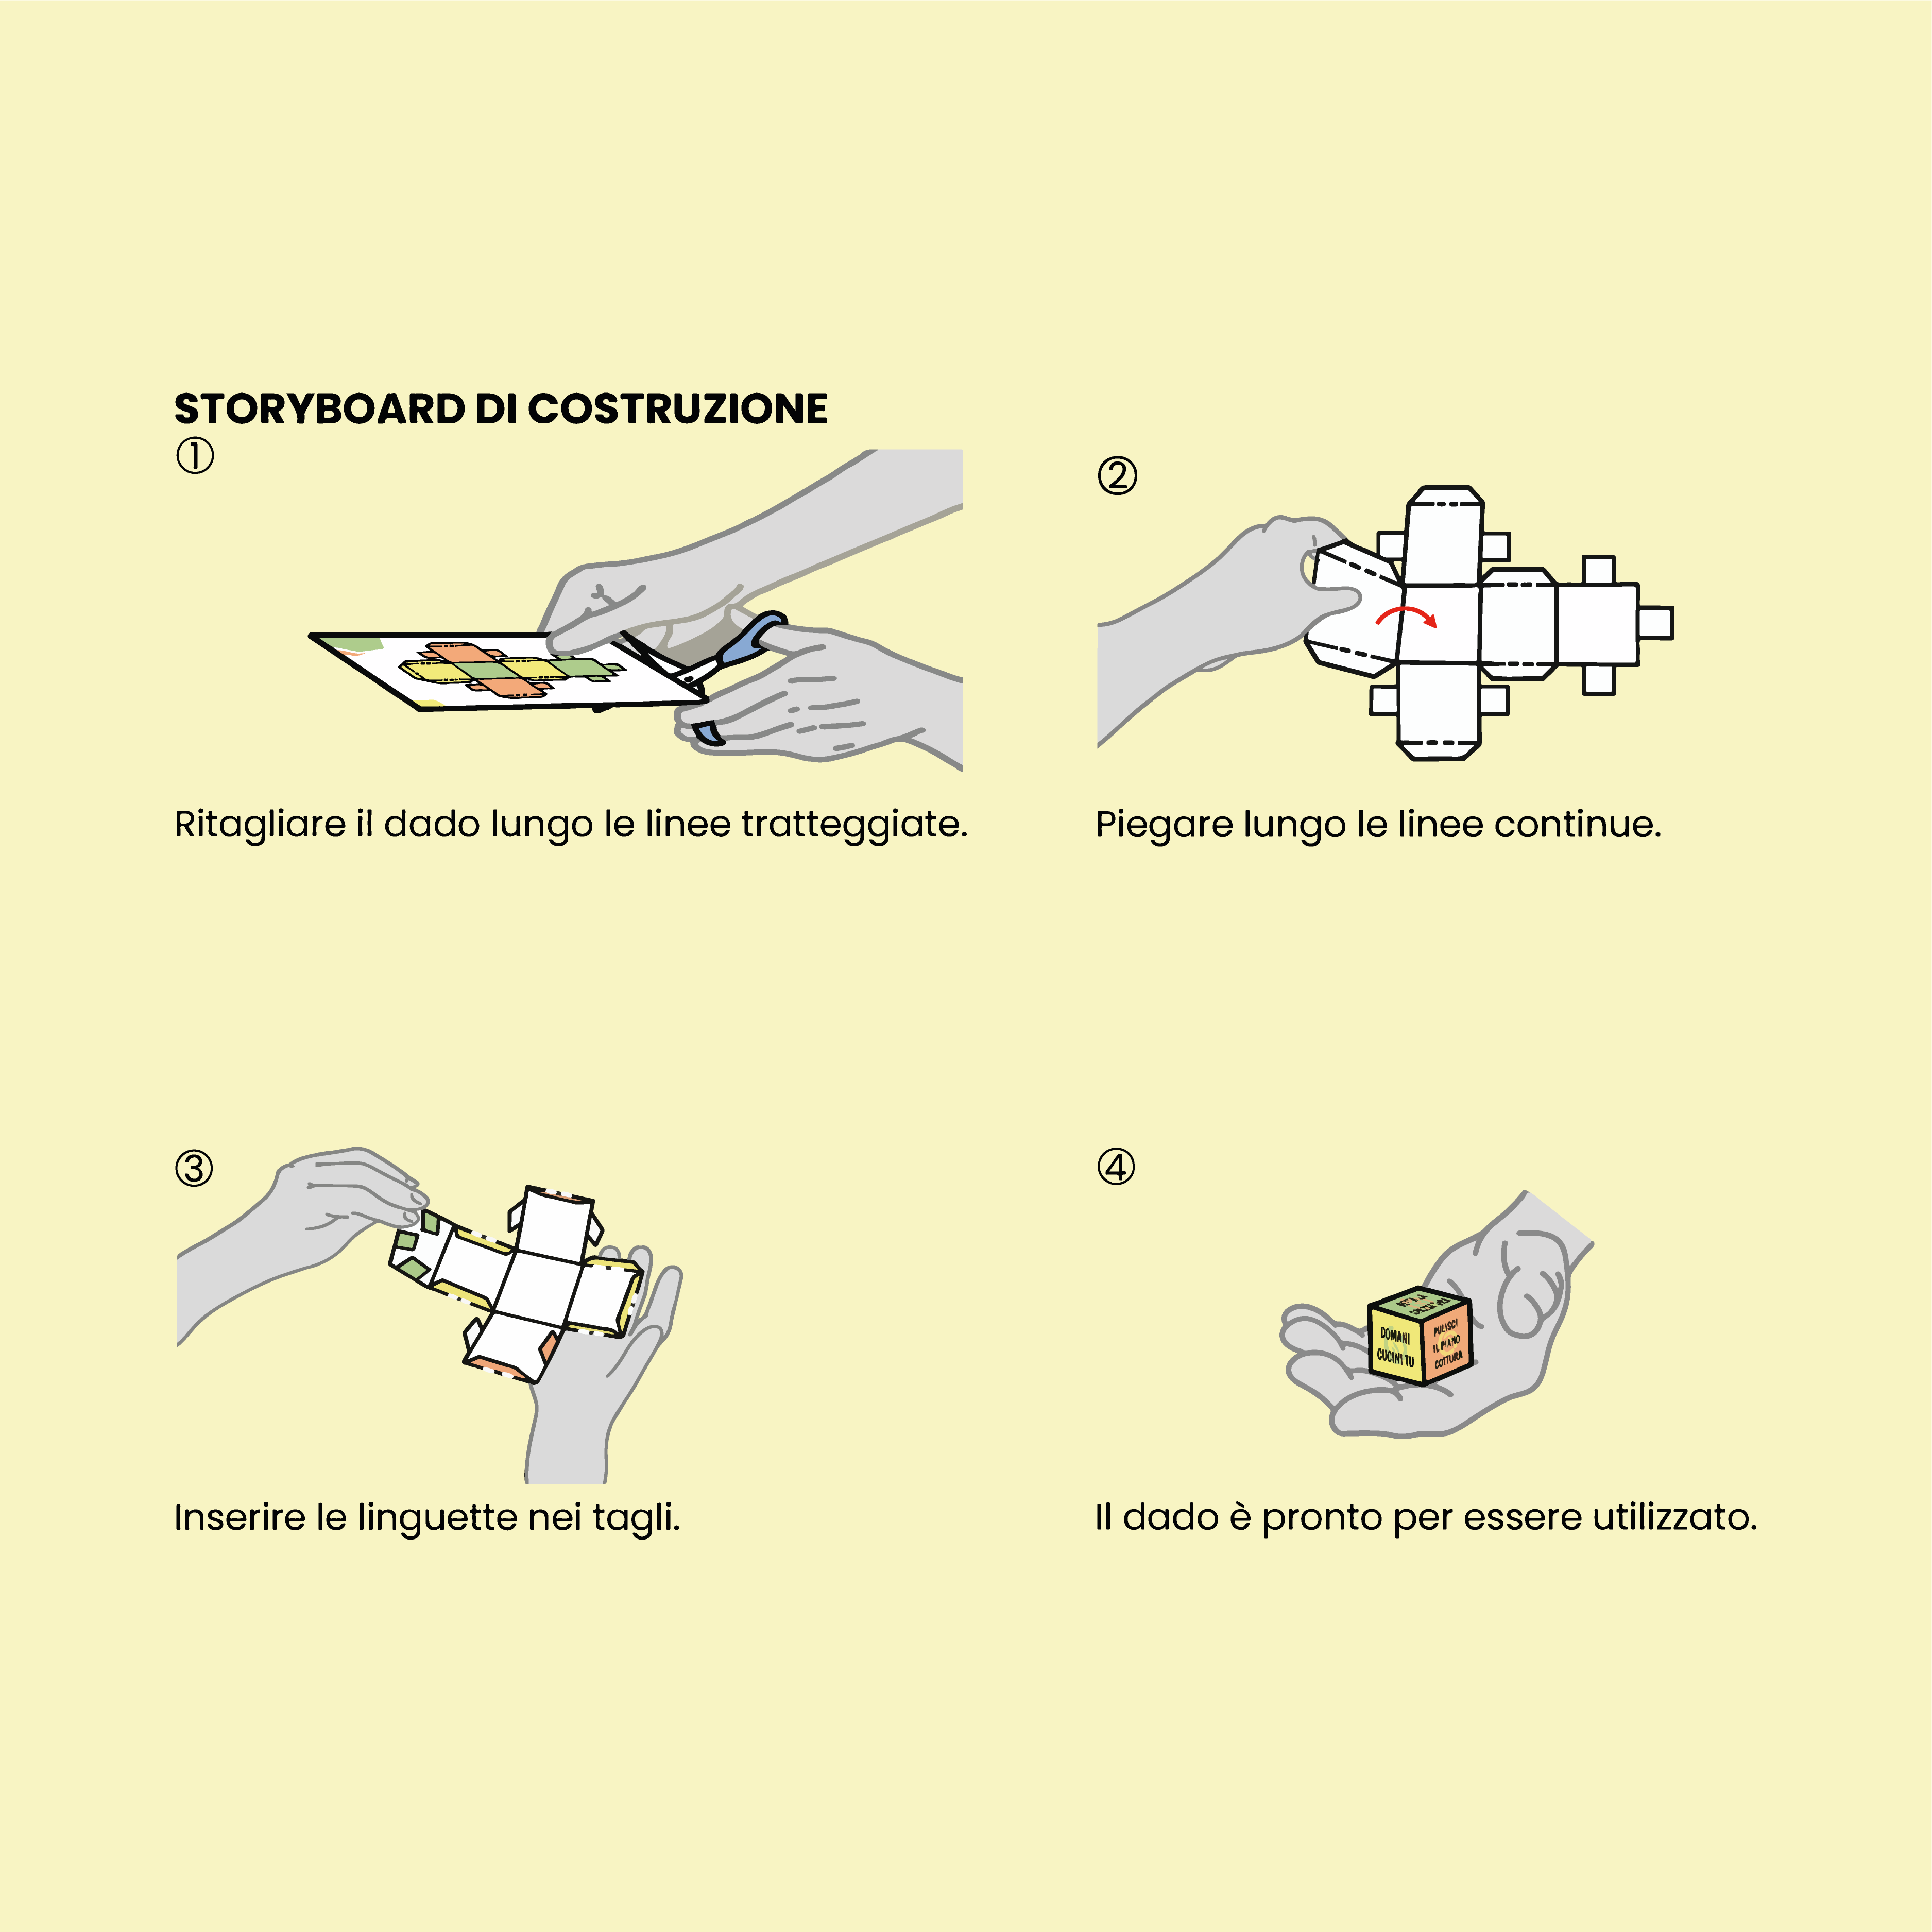 STORYBOARD DI COSTRUZIONE
①
Ritagliare il dado lungo le linee tratteggiate.
②
Piegare lungo le linee continue.
③
Inserire le linguette nei tagli.
④
DOMANI
CUCINI TU
PULISCI
IL PIANO
COTTURA
Il dado è pronto per essere utilizzato.